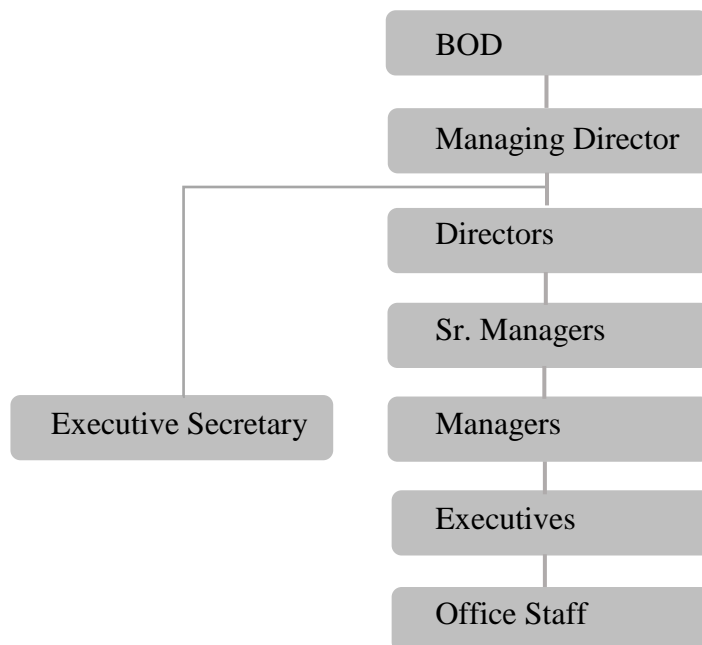 BOD
Managing Director
Directors
Sr. Managers
Executive Secretary
Managers
Executives
Office Staff